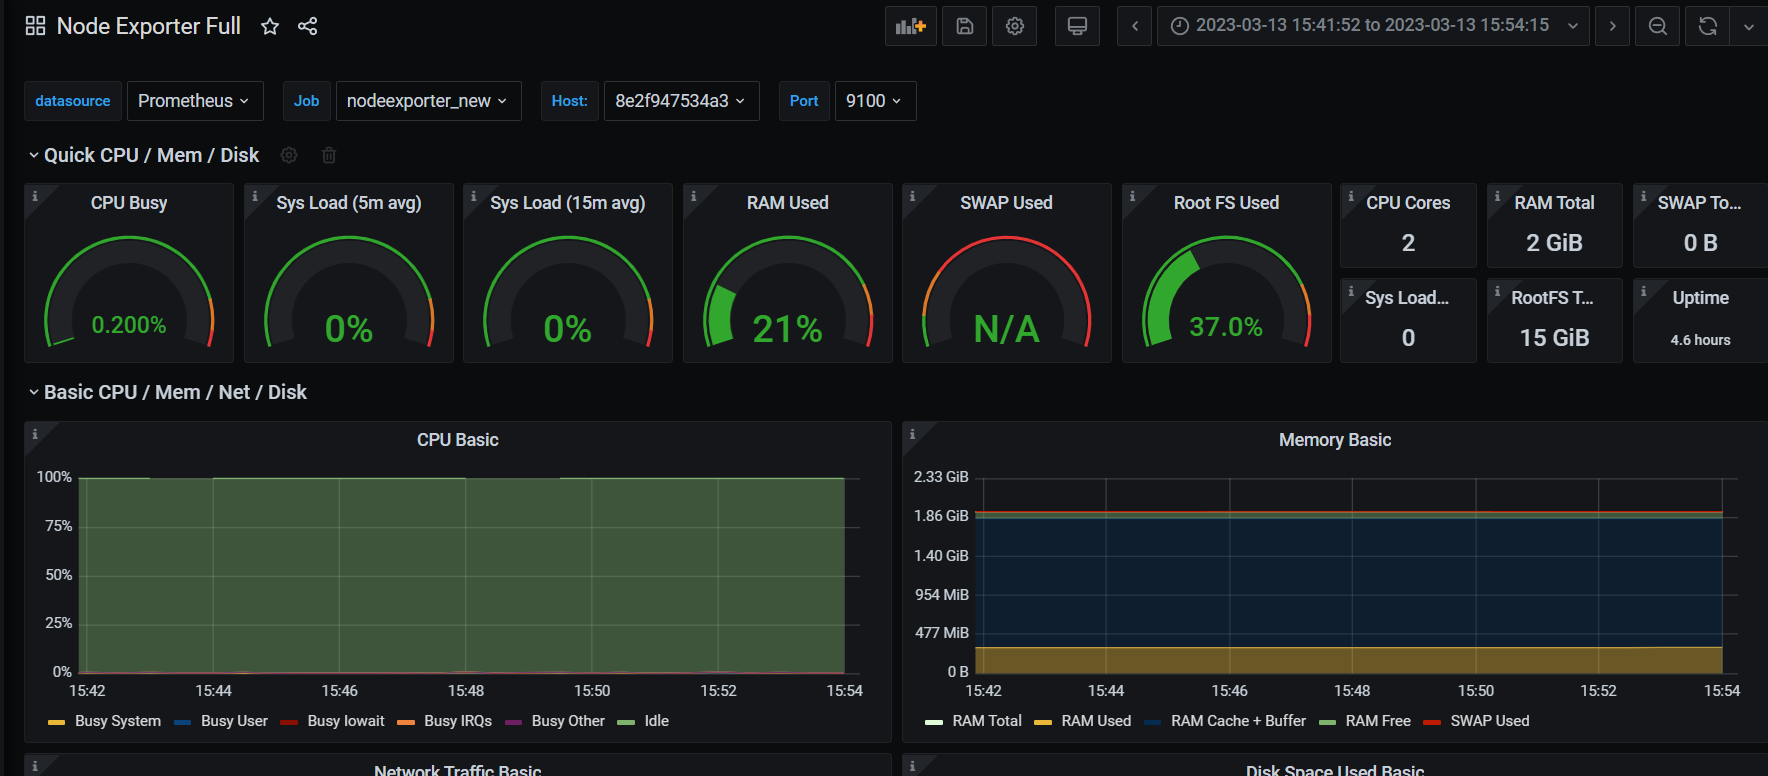 Node Exporter Full
2023-03-13 15:41:52 to 2023-03-13 15:54:15
datasource Prometheus Job nodeexporter_new Host: 8e2f947534a3 Port 9100
Quick CPU / Mem / Disk
CPU Busy
0.200%
Sys Load (5m avg)
0%
Sys Load (15m avg)
0%
RAM Used
21%
SWAP Used
N/A
Root FS Used
37.0%
CPU Cores
2
RAM Total
2 GiB
SWAP To...
0 B
Sys Load...
0
RootFS T...
15 GiB
Uptime
4.6 hours
Basic CPU / Mem / Net / Disk
CPU Basic
100%
75%
50%
25%
0%
15:42 15:44 15:46 15:48 15:50 15:52 15:54
Busy System Busy User Busy Iowait Busy IRQs Busy Other Idle
Memory Basic
2.33 GiB
1.86 GiB
1.40 GiB
954 MiB
477 MiB
0 B
15:42 15:44 15:46 15:48 15:50 15:52 15:54
RAM Total RAM Used RAM Cache + Buffer RAM Free SWAP Used
Network Traffic Basic
Disk Space Used Basic